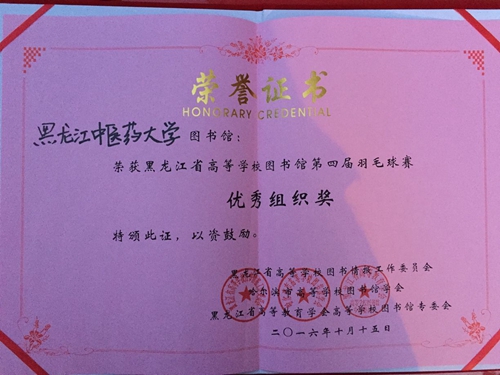 荣誉证书
HONORARY CREDENTIAL
黑龙江中医药大学 图书馆：
荣获黑龙江省高等学校图书馆第四届羽毛球赛
优秀组织奖
特颁此证，以资鼓励。
黑龙江省高等学校图书情报工作委员会
哈尔滨市高等学校图书馆学会
黑龙江省高等教育学会高等学校图书馆专委会
二〇一六年十月十五日